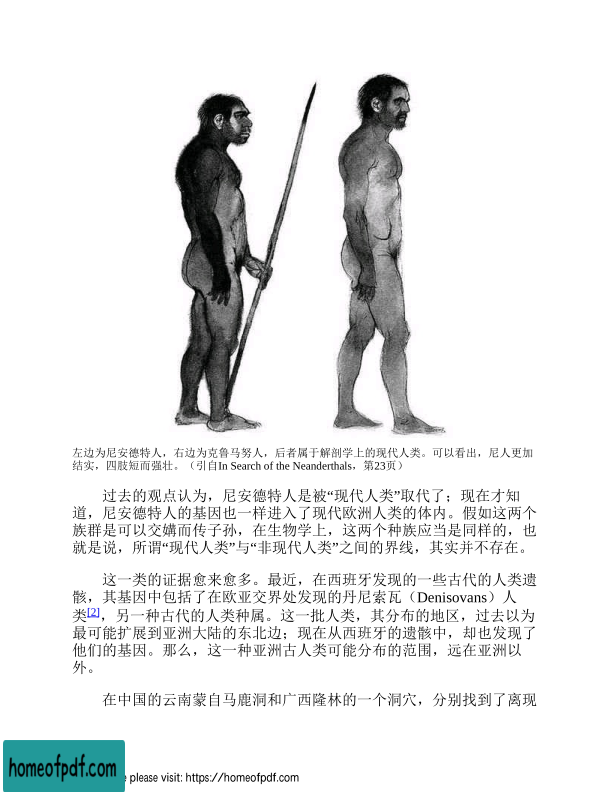 左边为尼安德特人，右边为克鲁马努人，后者属于解剖学上的现代人类。可以看出，尼人更加
结实，四肢短而强壮。（引自In Search of the Neanderthals，第23页）
过去的观点认为，尼安德特人是被“现代人类”取代了；现在才知
道，尼安德特人的基因也一样进入了现代欧洲人类的体内。假如这两个
族群是可以交媾而传子孙，在生物学上，这两个种族应当是同样的，也
就是说，所谓“现代人类”与“非现代人类”之间的界线，其实并不存在。
这一类的证据愈来愈多。最近，在西班牙发现的一些古代的人类遗
骸，其基因中包括了在欧亚交界处发现的丹尼索瓦（Denisovans）人
类[2]，另一种古代的人类种属。这一批人类，其分布的地区，过去以为
最可能扩展到亚洲大陆的东北边；现在从西班牙的遗骸中，却也发现了
他们的基因。那么，这一种亚洲古人类可能分布的范围，远在亚洲以
外。
在中国的云南蒙自马鹿洞和广西隆林的一个洞穴，分别找到了离现
homeofpdf.com
please visit: https://homeofpdf.com